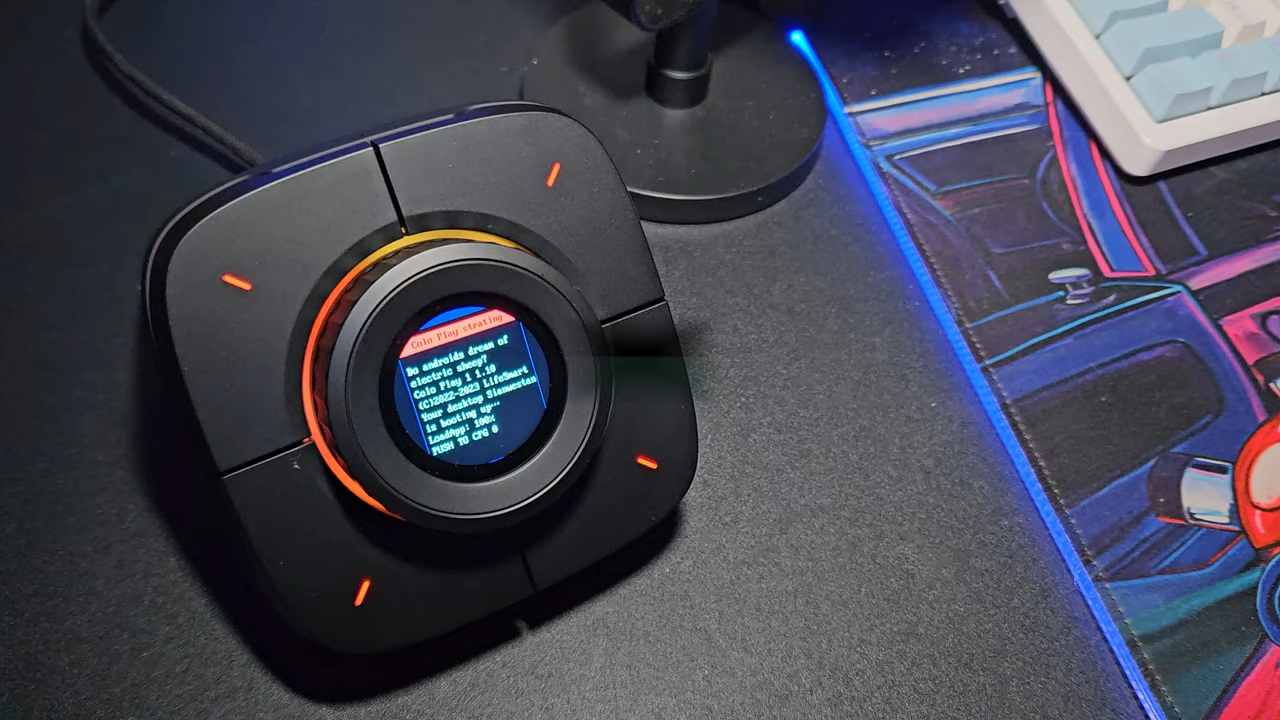 Colo Play strating
Do androids dream of
electric sheep?
Colo Play 1 1.10
(C)2022-2023 LifeSmart
Your desktop
is booting up...
LoadApp: 100%
PUSH TO CFG 0